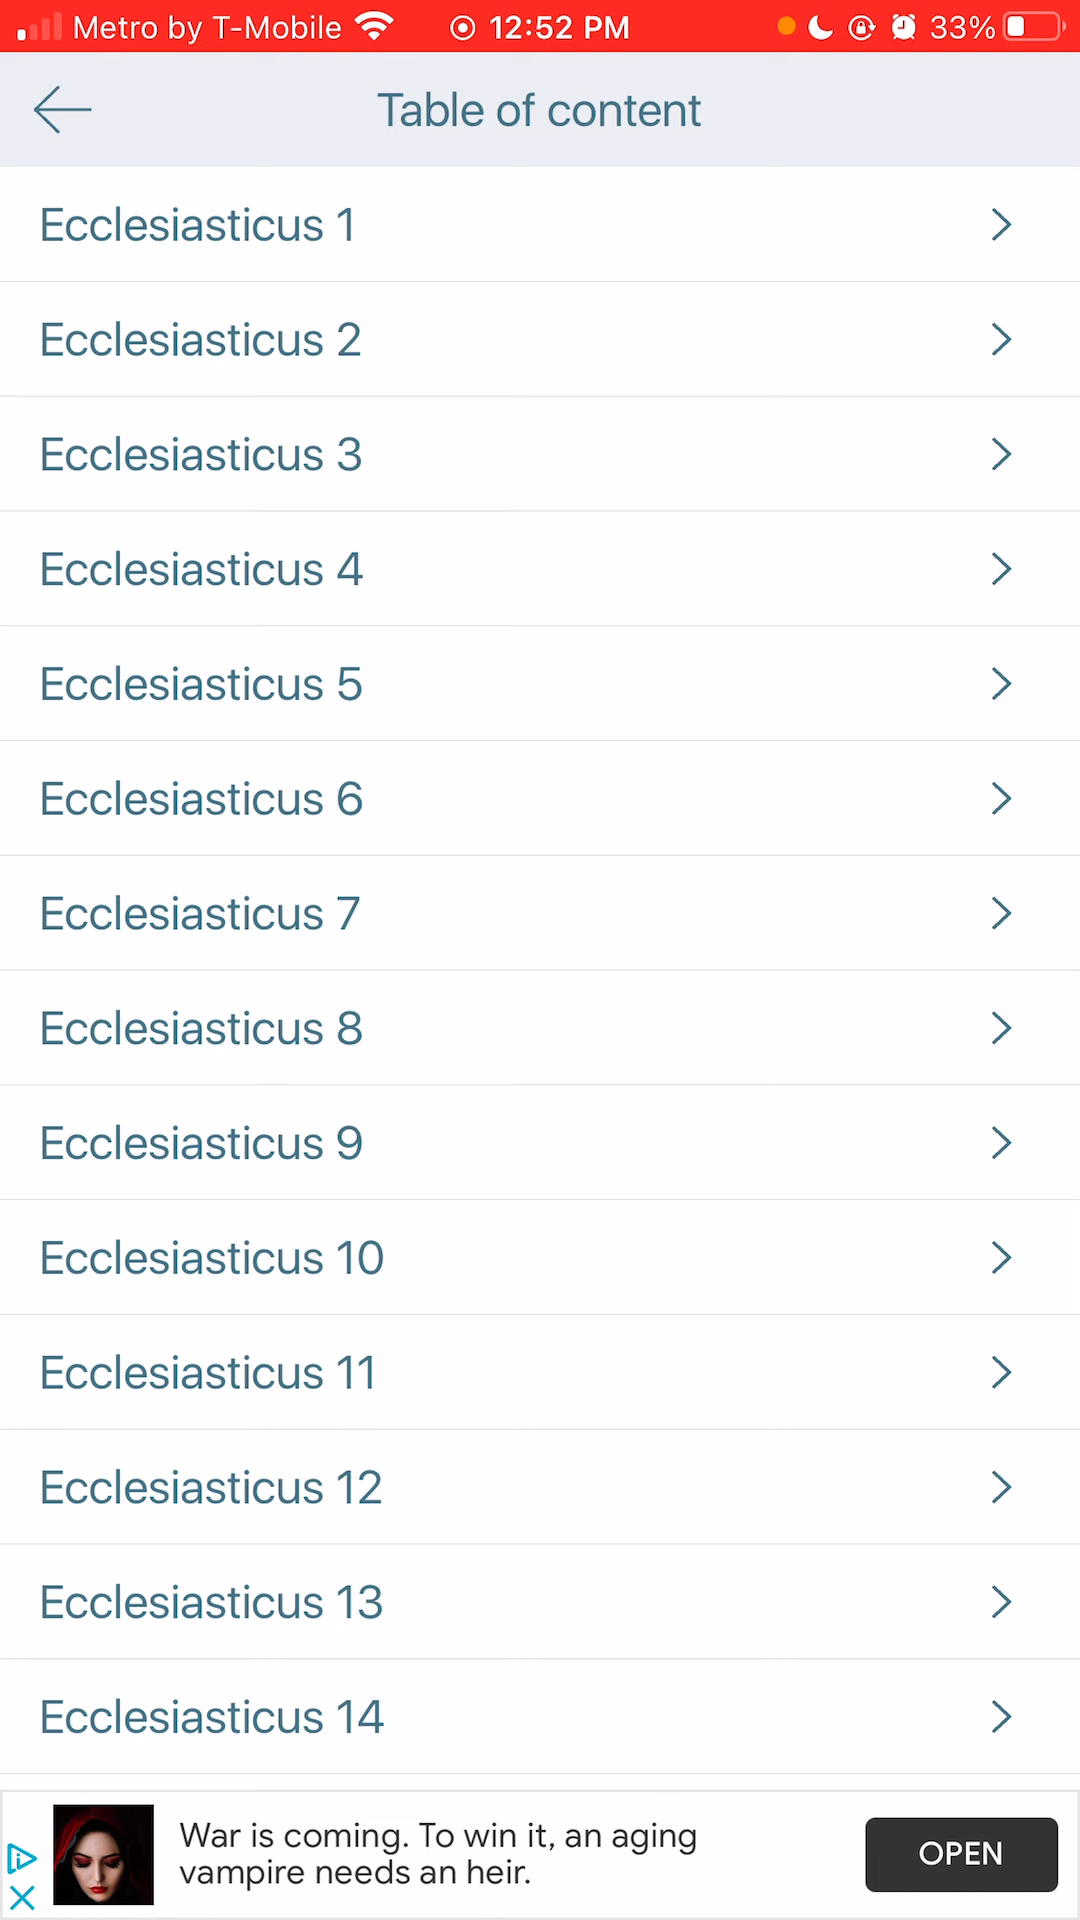 Metro by T-Mobile 12:52 PM 33%
Table of content
Ecclesiasticus 1
Ecclesiasticus 2
Ecclesiasticus 3
Ecclesiasticus 4
Ecclesiasticus 5
Ecclesiasticus 6
Ecclesiasticus 7
Ecclesiasticus 8
Ecclesiasticus 9
Ecclesiasticus 10
Ecclesiasticus 11
Ecclesiasticus 12
Ecclesiasticus 13
Ecclesiasticus 14
War is coming. To win it, an aging
vampire needs an heir.
OPEN